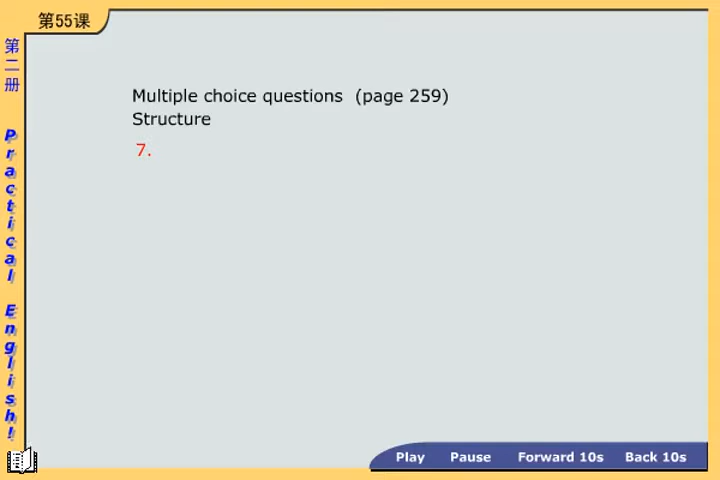 第55课
第二册
Practical English!
Multiple choice questions (page 259)
Structure
7.
Play Pause Forward 10s Back 10s